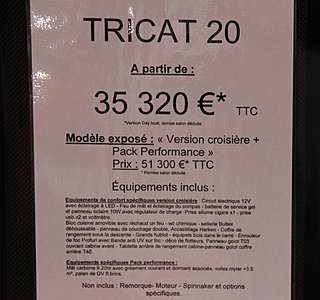 TRICAT 20
A partir de :
35 320 €* TTC
*Version Day boat, remise salon déduite
Modèle exposé : « Version croisière +
Pack Performance »
Prix : 51 300 €* TTC
* remise salon déduite
Équipements inclus :
Equipements de confort spécifiques version croisière : Circuit électrique 12V
avec éclairage à LED - Feu de mât et éclairage du compas - batterie de service gel
et panneau solaire 10W avec régulateur de charge -Prise allume cigare x1 - prise
usb x2 et voltmètre.
Bloc cuisine amovible avec réchaud un feu - wc chimique - sellerie Bultex
déhoussable - panneau de couchage double, Accastillage Harken - Coffre de
rangement sous la descente - Grands hublot - équipets bois dans le carré - Enrouleur
de foc Profurl avec Bande anti UV sur foc - déco de flotteurs, Panneau goiot T03
ouvrant cabine avant - Tablette arrière de rangement cabine-panneau goiot coffre
arrière T40.
Equipements spécifiques Pack Performance :
Mât carbone 9.20m avec gréement courant et dormant associés, voiles mylar +3.5
m², palan de GV 8 brins.
Non inclus : Remorque- Moteur - Spinnaker et options
spécifiques.